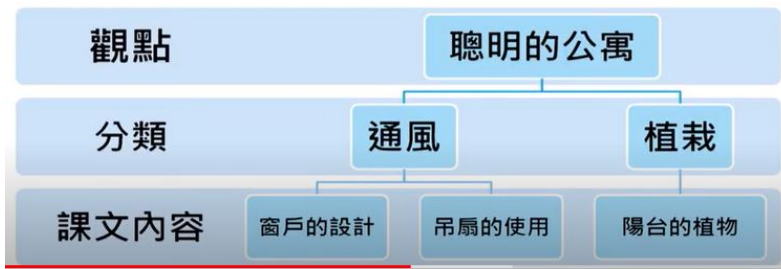 觀點 聰明的公寓
分類 通風 植栽
課文內容 窗戶的設計 吊扇的使用 陽台的植物